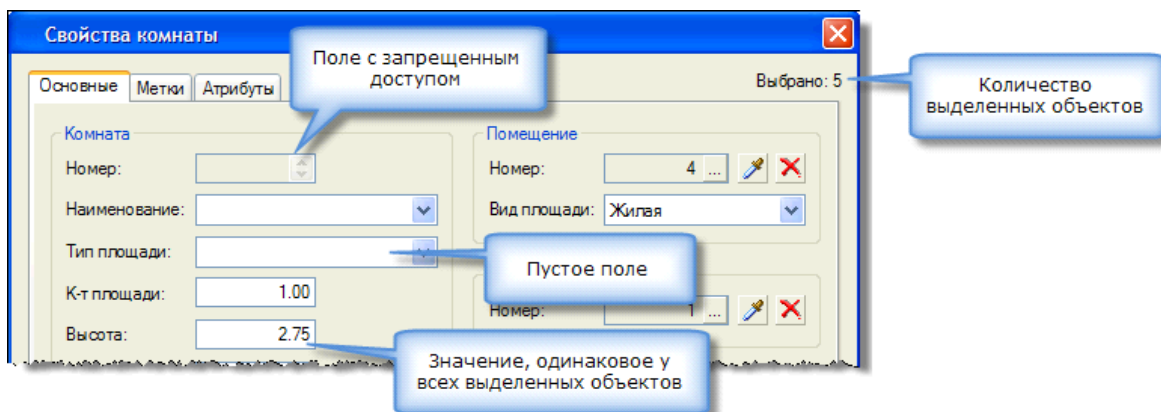 Свойства комнаты
Поле с запрещенным
доступом
Основные Метки Атрибуты
Выбрано: 5
Количество
выделенных объектов
Комната
Номер:
Наименование:
Тип площади:
К-т площади: 1.00
Высота: 2.75
Помещение
Номер: 4 ...
Вид площади: Жилая
Пустое поле
Номер: 1 ...
Значение, одинаковое у
всех выделенных объектов